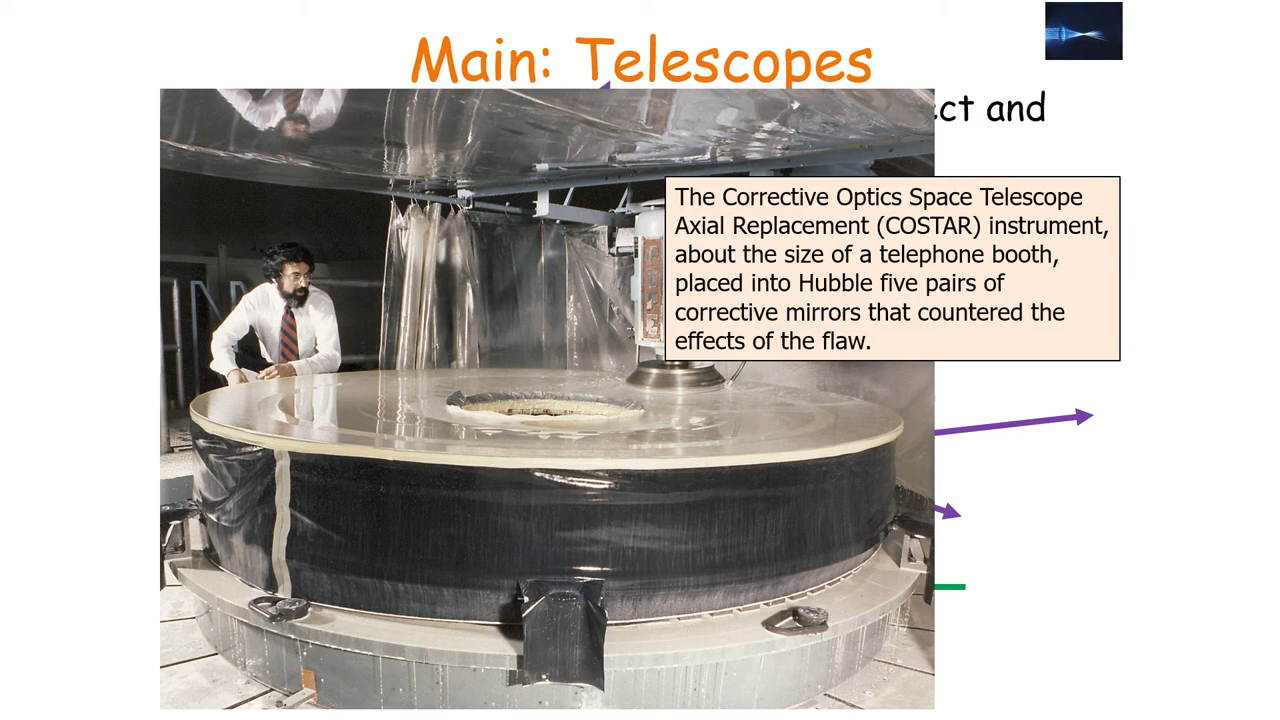 Main: Telescopes
ect and
The Corrective Optics Space Telescope
Axial Replacement (COSTAR) instrument,
about the size of a telephone booth,
placed into Hubble five pairs of
corrective mirrors that countered the
effects of the flaw.